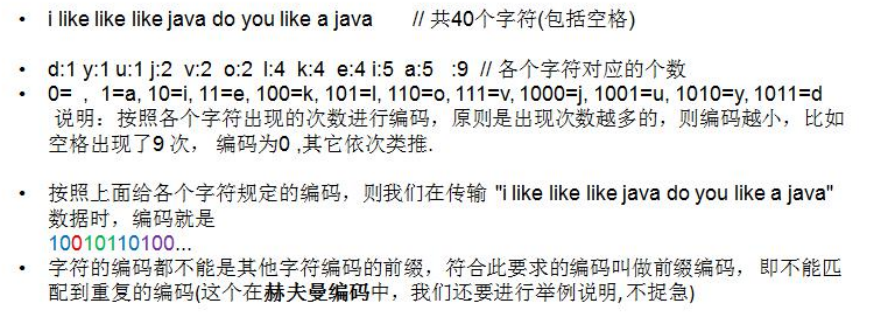 • i like like like java do you like a java // 共40个字符(包括空格)
• d:1 y:1 u:1 j:2 v:2 o:2 l:4 k:4 e:4 i:5 a:5 :9 // 各个字符对应的个数
• 0= , 1=a, 10=i, 11=e, 100=k, 101=l, 110=o, 111=v, 1000=j, 1001=u, 1010=y, 1011=d
说明：按照各个字符出现的次数进行编码，原则是出现次数越多的，则编码越小，比如
空格出现了9 次， 编码为0 ,其它依次类推.
• 按照上面给各个字符规定的编码，则我们在传输 "i like like like java do you like a java"
数据时，编码就是
10010110100...
• 字符的编码都不能是其他字符编码的前缀，符合此要求的编码叫做前缀编码， 即不能匹
配到重复的编码(这个在赫夫曼编码中，我们还要进行举例说明, 不捉急)